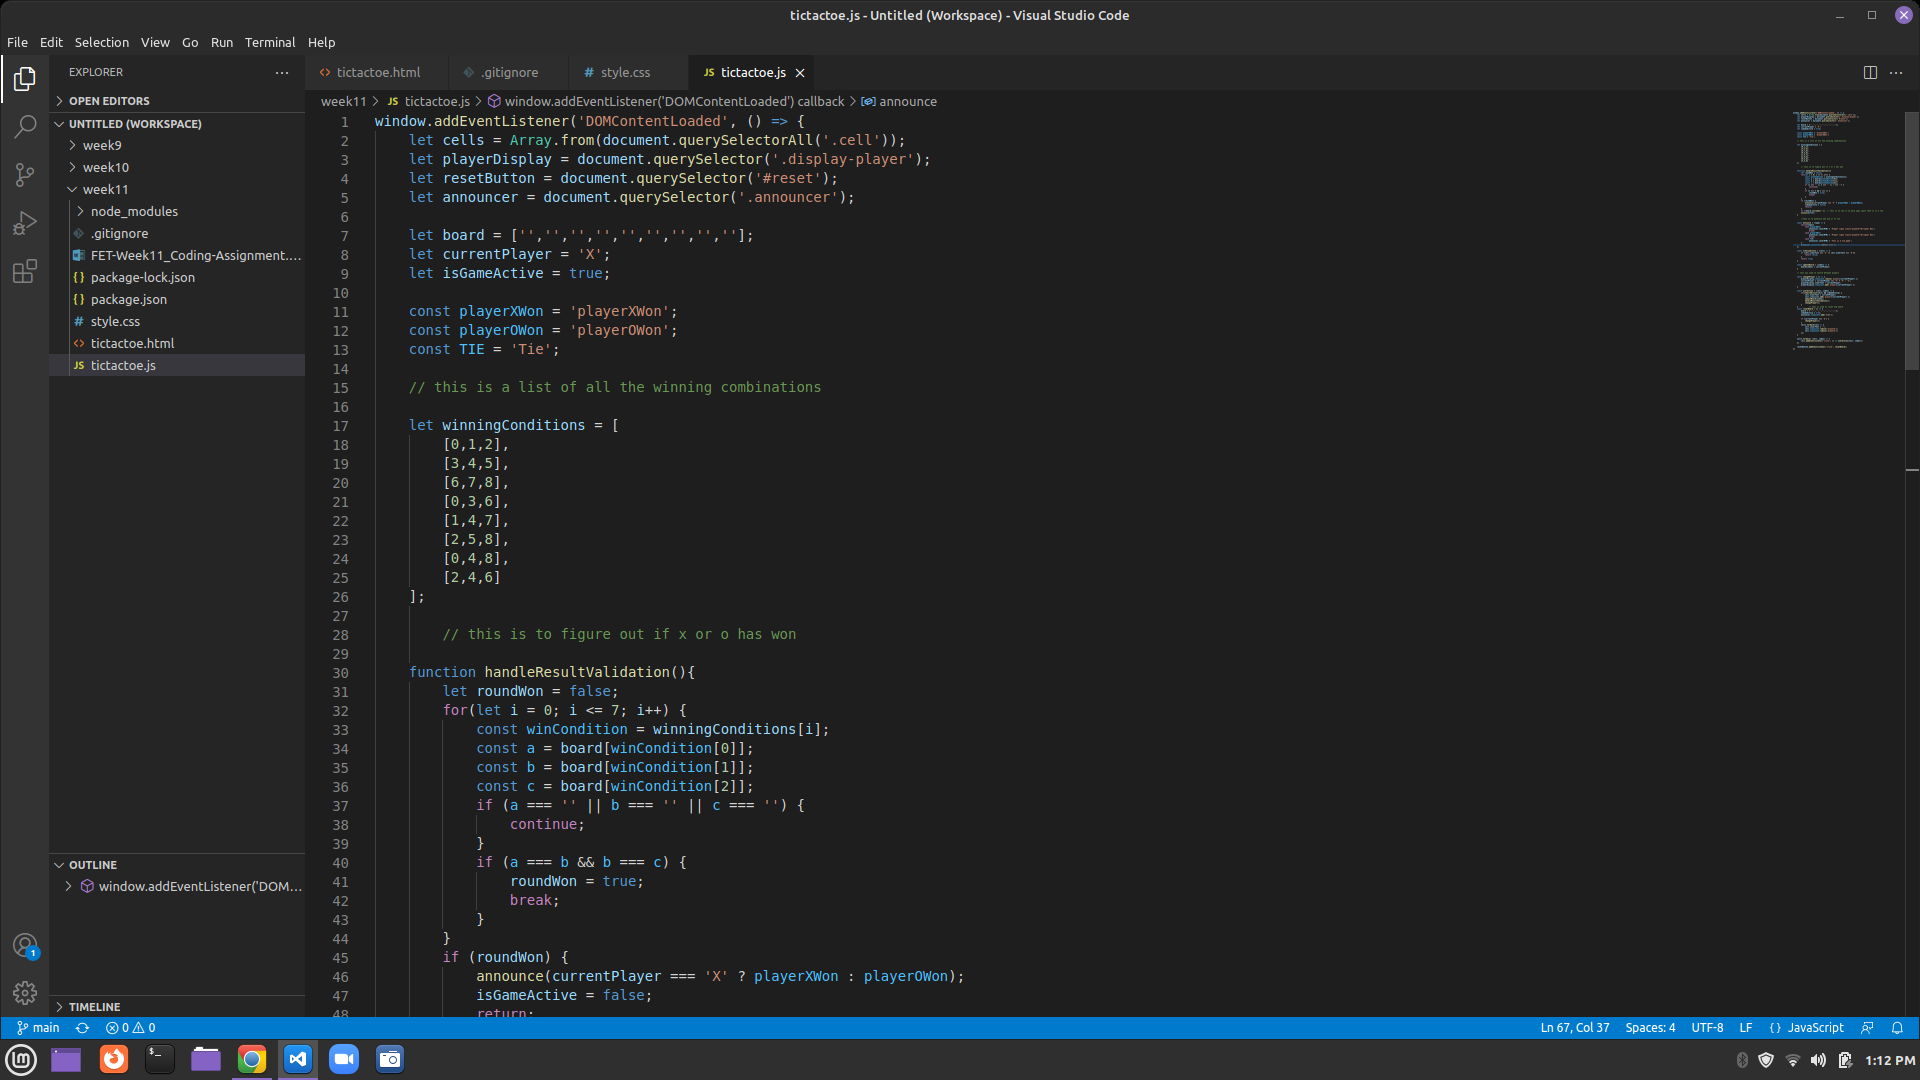 tictactoe.js - Untitled (Workspace) - Visual Studio Code
File Edit Selection View Go Run Terminal Help
EXPLORER
OPEN EDITORS
UNTITLED (WORKSPACE)
week9
week10
week11
node_modules
.gitignore
FET-Week11_Coding-Assignment....
package-lock.json
package.json
style.css
tictactoe.html
tictactoe.js
OUTLINE
window.addEventListener('DOM...
TIMELINE
tictactoe.html .gitignore style.css tictactoe.js
week11 > tictactoe.js > window.addEventListener('DOMContentLoaded') callback > announce
1 window.addEventListener('DOMContentLoaded', () => {
2 let cells = Array.from(document.querySelectorAll('.cell'));
3 let playerDisplay = document.querySelector('.display-player');
4 let resetButton = document.querySelector('#reset');
5 let announcer = document.querySelector('.announcer');
6
7 let board = ['','','','','','','','',''];
8 let currentPlayer = 'X';
9 let isGameActive = true;
10
11 const playerXWon = 'playerXWon';
12 const playerOWon = 'playerOWon';
13 const TIE = 'Tie';
14
15 // this is a list of all the winning combinations
16
17 let winningConditions = [
18 [0,1,2],
19 [3,4,5],
20 [6,7,8],
21 [0,3,6],
22 [1,4,7],
23 [2,5,8],
24 [0,4,8],
25 [2,4,6]
26 ];
27
28 // this is to figure out if x or o has won
29
30 function handleResultValidation(){
31 let roundWon = false;
32 for(let i = 0; i <= 7; i++) {
33 const winCondition = winningConditions[i];
34 const a = board[winCondition[0]];
35 const b = board[winCondition[1]];
36 const c = board[winCondition[2]];
37 if (a === '' || b === '' || c === '') {
38 continue;
39 }
40 if (a === b && b === c) {
41 roundWon = true;
42 break;
43 }
44 }
45 if (roundWon) {
46 announce(currentPlayer === 'X' ? playerXWon : playerOWon);
47 isGameActive = false;
48 return;
1
main 0 0 Ln 67, Col 37 Spaces: 4 UTF-8 LF {} JavaScript
1:12 PM